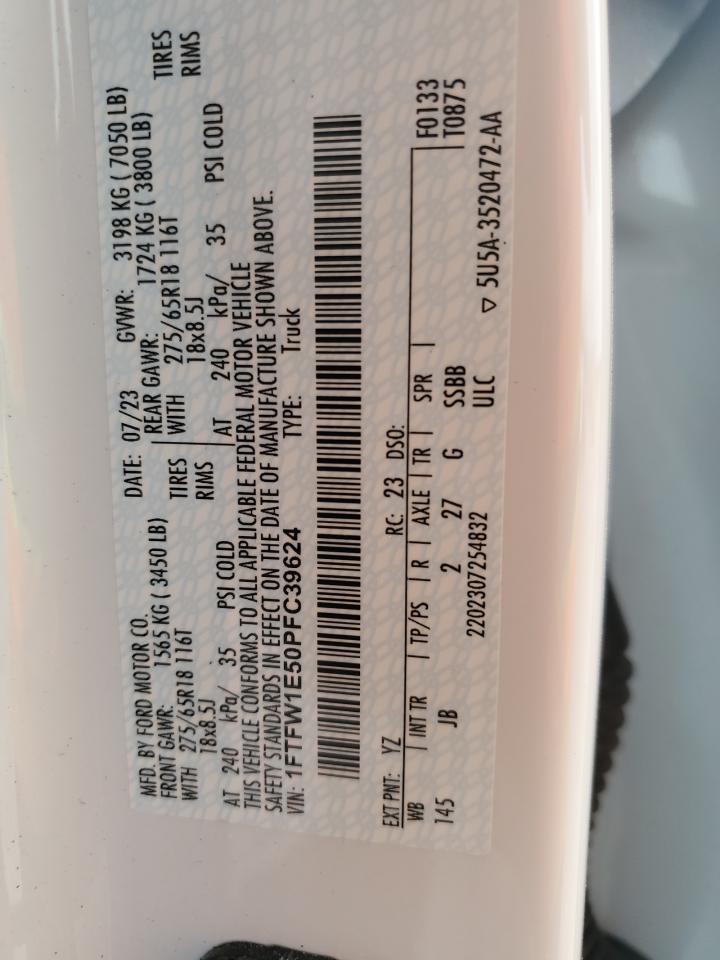 MFD. BY FORD MOTOR CO. DATE: 07/23 GVWR: 3198 KG ( 7050 LB)
FRONT GAWR: 1565 KG ( 3450 LB) REAR GAWR: 1724 KG ( 3800 LB)
WITH 275/65R18 116T TIRES WITH 275/65R18 116T TIRES
18x8.5J RIMS 18x8.5J RIMS
AT 240 kPa/ 35 PSI COLD AT 240 kPa/ 35 PSI COLD
THIS VEHICLE CONFORMS TO ALL APPLICABLE FEDERAL MOTOR VEHICLE
SAFETY STANDARDS IN EFFECT ON THE DATE OF MANUFACTURE SHOWN ABOVE.
VIN: 1FTFW1E50PFC39624 TYPE: Truck
EXT PNT: YZ RC: 23 DSO: F0133
WB | INT TR | TP/PS | R | AXLE | TR | SPR | T0875
145 JB 2 27 G SSBB
2202307254832 ULC
▽ 5U5A-3520472-AA